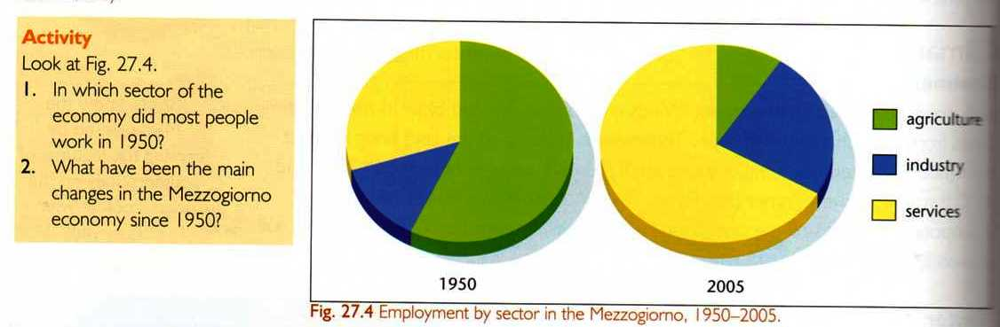 Activity
Look at Fig. 27.4.
1. In which sector of the
economy did most people
work in 1950?
2. What have been the main
changes in the Mezzogiorno
economy since 1950?
agriculture
industry
services
1950
2005
Fig. 27.4 Employment by sector in the Mezzogiorno, 1950–2005.